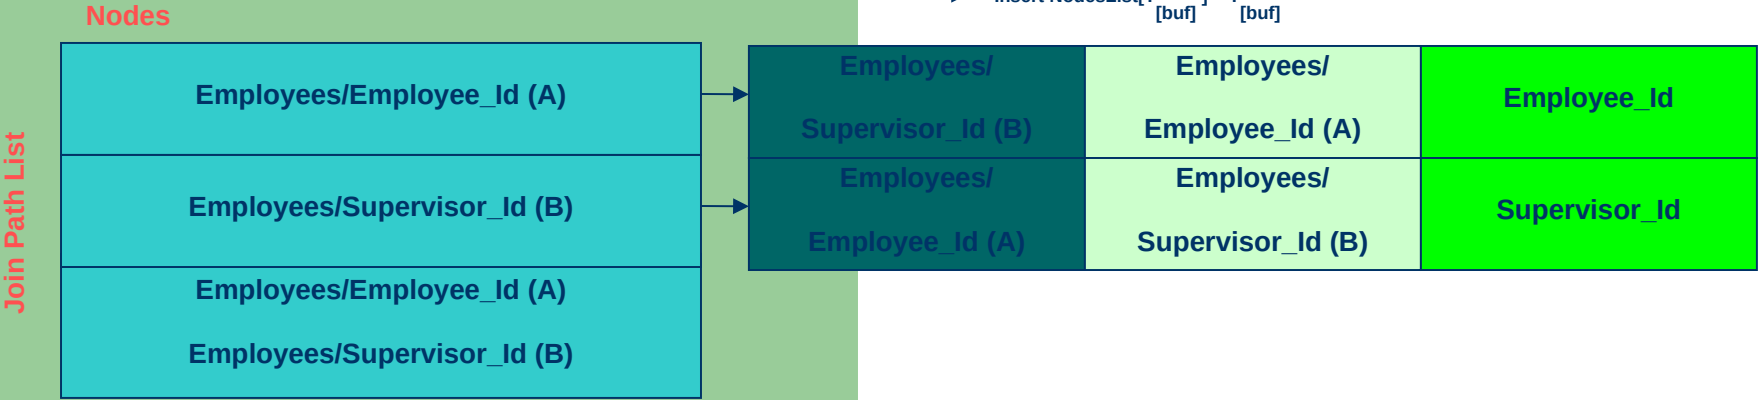 Nodes
[buf] [buf]
Join Path List
Employees/Employee_Id (A)
Employees/
Supervisor_Id (B)
Employees/
Employee_Id (A)
Employee_Id
Employees/Supervisor_Id (B)
Employees/
Employee_Id (A)
Employees/
Supervisor_Id (B)
Supervisor_Id
Employees/Employee_Id (A)
Employees/Supervisor_Id (B)